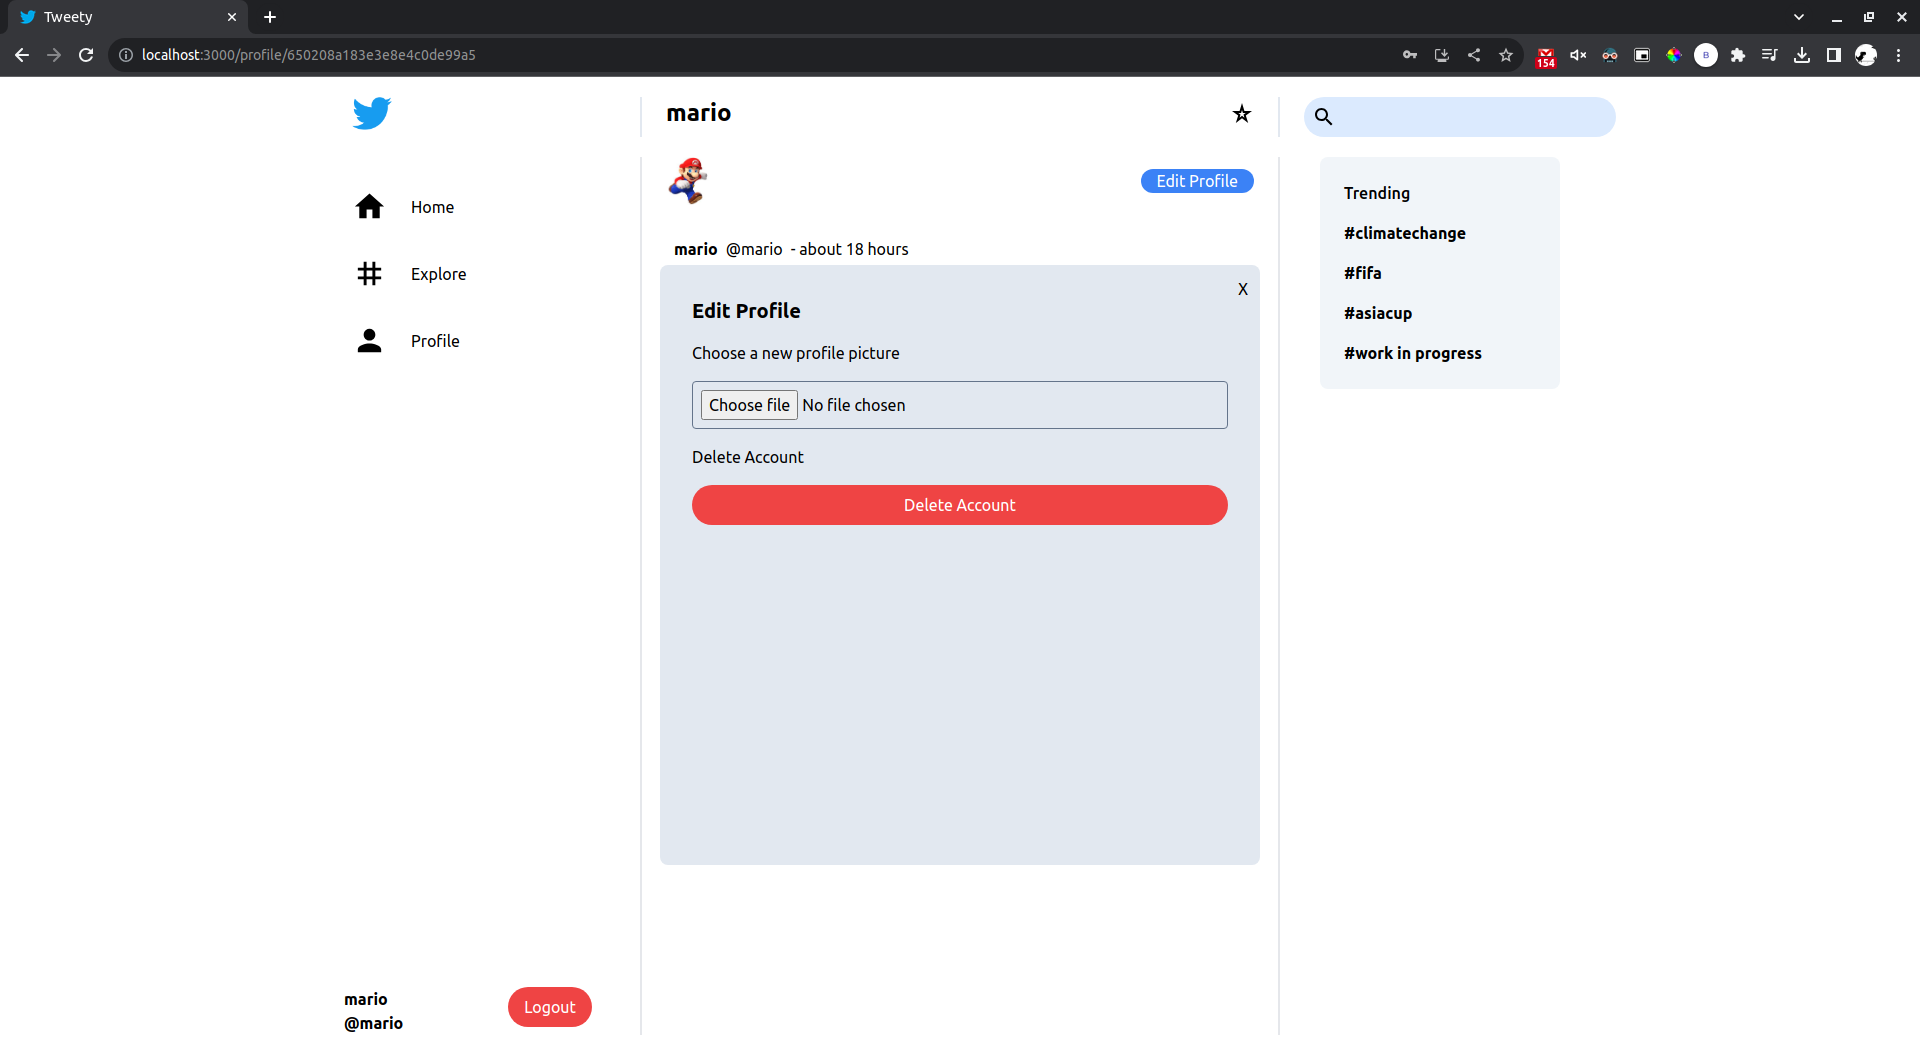 Tweety
localhost:3000/profile/650208a183e3e8e4c0de99a5
154
B
mario
Home
Explore
Profile
Edit Profile
mario @mario - about 18 hours
X
Edit Profile
Choose a new profile picture
Choose file No file chosen
Delete Account
Delete Account
Trending
#climatechange
#fifa
#asiacup
#work in progress
mario
@mario
Logout